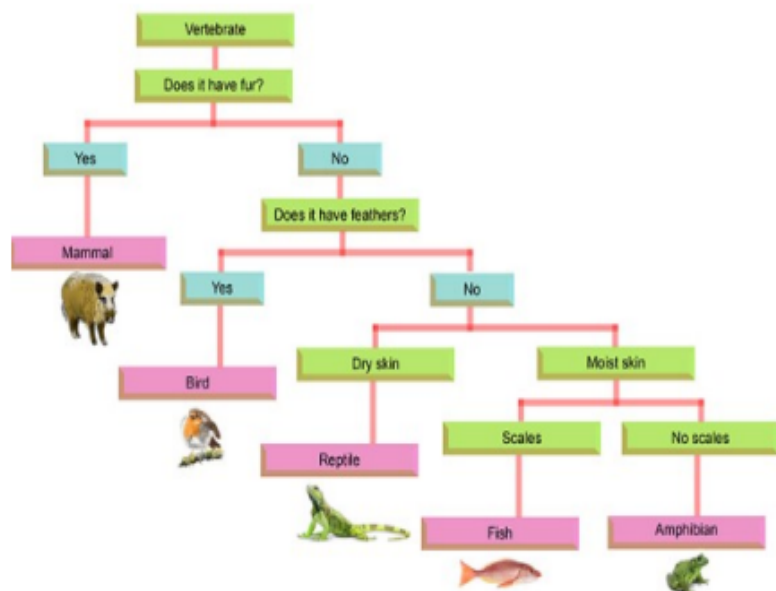 Vertebrate
Does it have fur?
Yes
No
Does it have feathers?
Mammal
Yes
No
Dry skin
Moist skin
Bird
Scales
No scales
Reptile
Fish
Amphibian